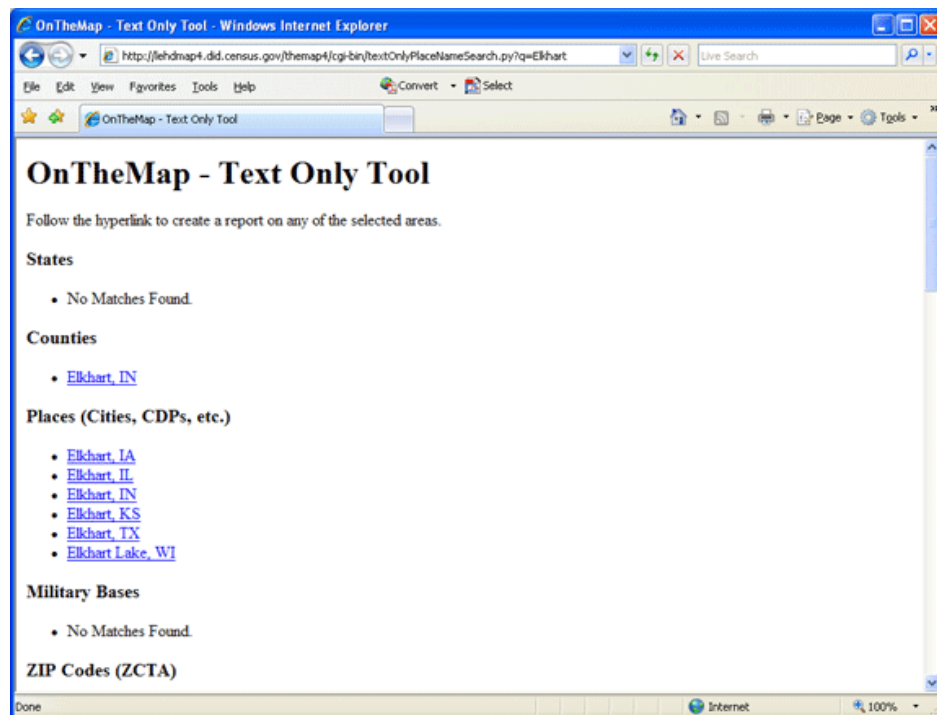 OnTheMap - Text Only Tool - Windows Internet Explorer
http://lehdmap4.did.census.gov/themap4/cgi-bin/textOnlyPlaceNameSearch.py?q=Elkhart
Live Search
File Edit View Favorites Tools Help
Convert
Select
OnTheMap - Text Only Tool
Page
Tools
OnTheMap - Text Only Tool
Follow the hyperlink to create a report on any of the selected areas.
States
• No Matches Found.
Counties
• Elkhart, IN
Places (Cities, CDPs, etc.)
• Elkhart, IA
• Elkhart, IL
• Elkhart, IN
• Elkhart, KS
• Elkhart, TX
• Elkhart Lake, WI
Military Bases
• No Matches Found.
ZIP Codes (ZCTA)
Done
Internet
100%